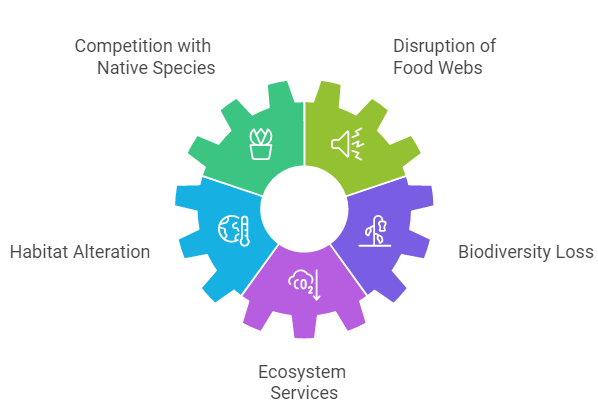 Competition with
Native Species
Disruption of
Food Webs
Habitat Alteration
Biodiversity Loss
CO2
Ecosystem
Services